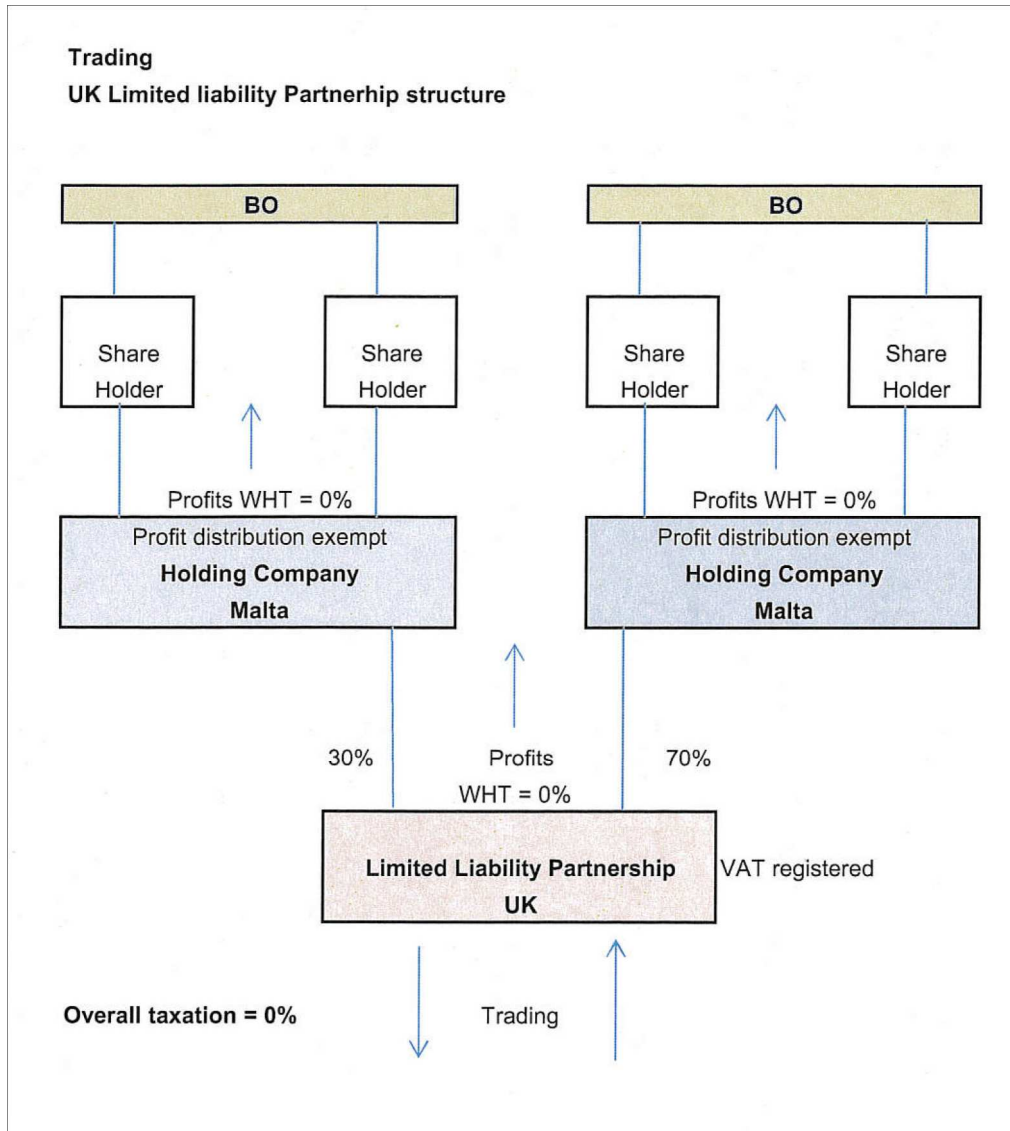 Trading
UK Limited liability Partnerhip structure
BO
BO
Share
Holder
Share
Holder
Share
Holder
Share
Holder
Profits WHT = 0%
Profits WHT = 0%
Profit distribution exempt
Holding Company
Malta
Profit distribution exempt
Holding Company
Malta
30%
Profits
WHT = 0%
70%
Limited Liability Partnership
UK
VAT registered
Overall taxation = 0%
Trading